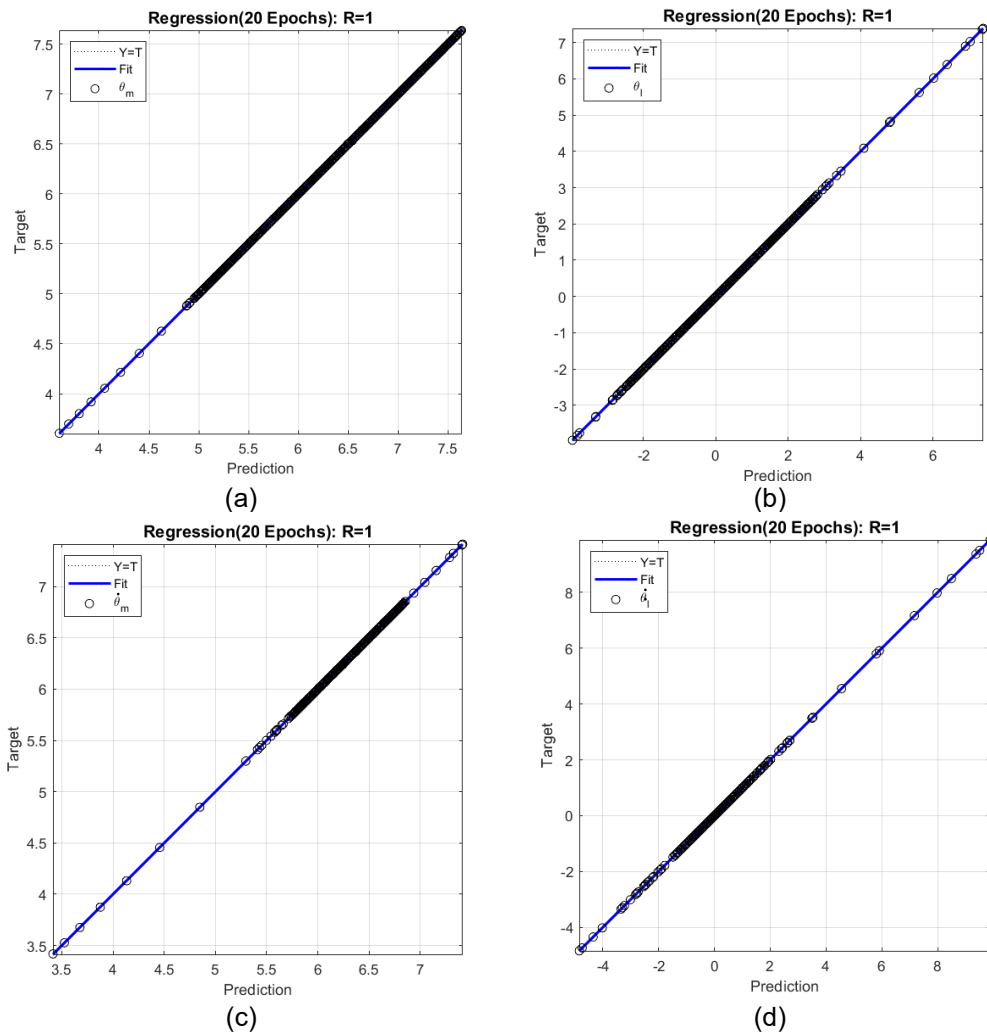 Regression(20 Epochs): R=1
Y=T
Fit
θ_m
Target
7.5
7
6.5
6
5.5
5
4.5
4
4
4.5
5
5.5
6
6.5
7
7.5
Prediction
(a)
Regression(20 Epochs): R=1
Y=T
Fit
θ_l
Target
7
6
5
4
3
2
1
0
-1
-2
-3
-2
0
2
4
6
Prediction
(b)
Regression(20 Epochs): R=1
Y=T
Fit
θ̇_m
Target
7
6.5
6
5.5
5
4.5
4
3.5
3.5
4
4.5
5
5.5
6
6.5
7
Prediction
(c)
Regression(20 Epochs): R=1
Y=T
Fit
θ̇_l
Target
8
6
4
2
0
-2
-4
-4
-2
0
2
4
6
8
Prediction
(d)